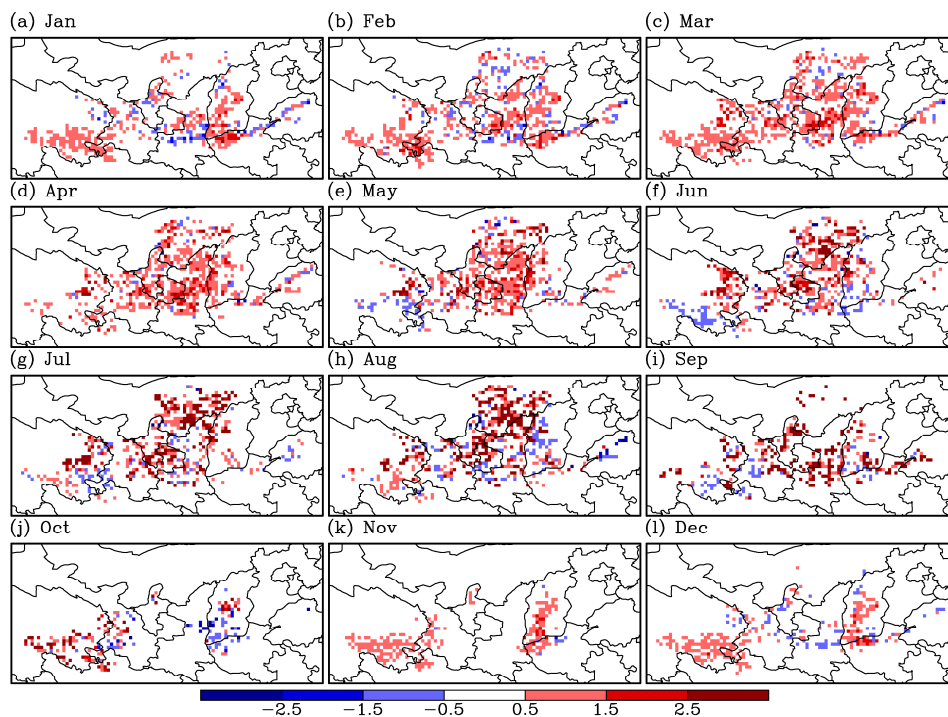 (a) Jan
(b) Feb
(c) Mar
(d) Apr
(e) May
(f) Jun
(g) Jul
(h) Aug
(i) Sep
(j) Oct
(k) Nov
(l) Dec
−2.5 −1.5 −0.5 0.5 1.5 2.5